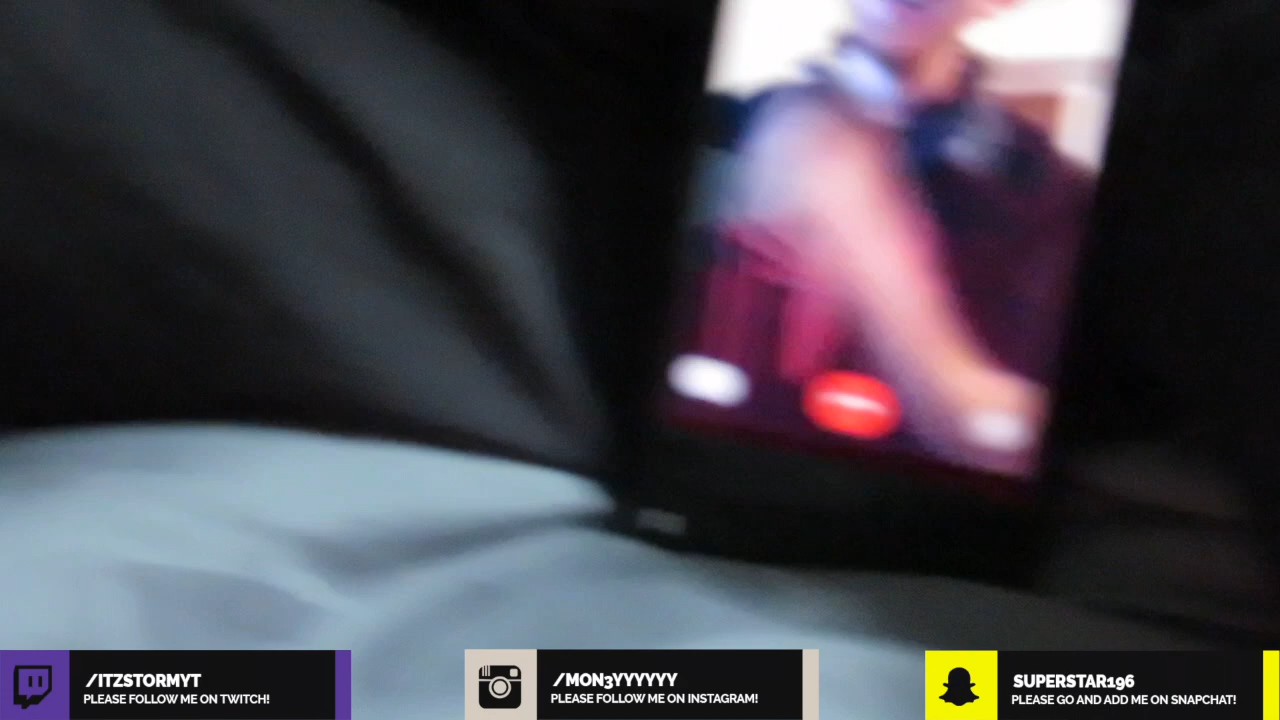 /ITZSTORMYT
PLEASE FOLLOW ME ON TWITCH!
/MON3YYYYYY
PLEASE FOLLOW ME ON INSTAGRAM!
SUPERSTAR196
PLEASE GO AND ADD ME ON SNAPCHAT!